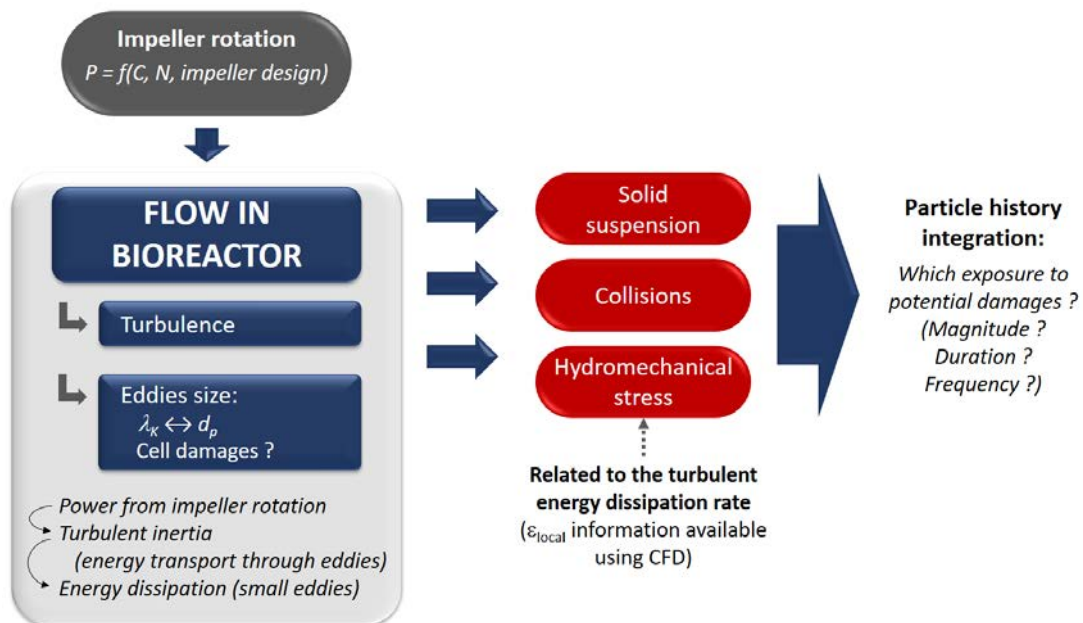 Impeller rotation
P = f(C, N, impeller design)
FLOW IN
BIOREACTOR
Turbulence
Eddies size:
λK ↔ dp
Cell damages ?
Power from impeller rotation
Turbulent inertia
(energy transport through eddies)
Energy dissipation (small eddies)
Solid
suspension
Collisions
Hydromechanical
stress
Related to the turbulent
energy dissipation rate
(εlocal information available
using CFD)
Particle history
integration:
Which exposure to
potential damages ?
(Magnitude ?
Duration ?
Frequency ?)